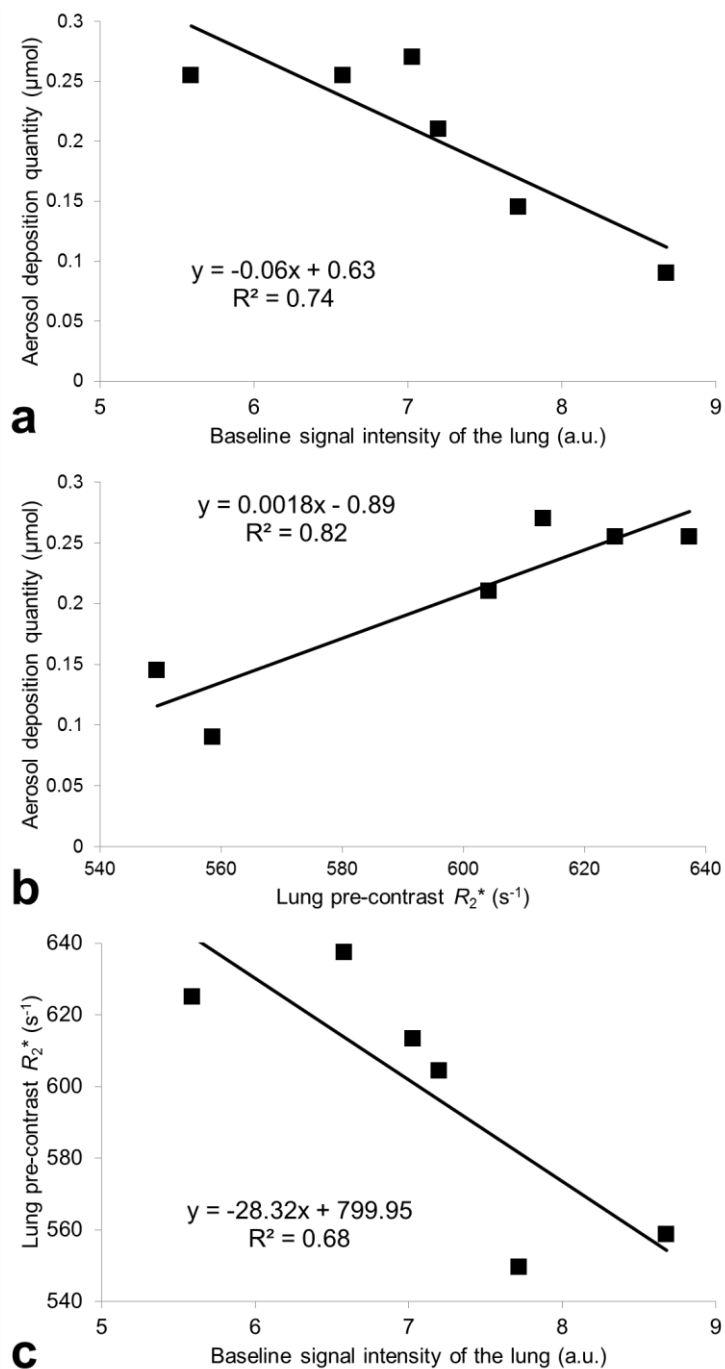 0.3
0.25
0.2
0.15
0.1
0.05
0
Aerosol deposition quantity (µmol)
y = -0.06x + 0.63
R² = 0.74
5 6 7 8 9
Baseline signal intensity of the lung (a.u.)
a
0.3
0.25
0.2
0.15
0.1
0.05
0
Aerosol deposition quantity (µmol)
y = 0.0018x - 0.89
R² = 0.82
540 560 580 600 620 640
Lung pre-contrast R₂* (s⁻¹)
b
640
620
600
580
560
540
Lung pre-contrast R₂* (s⁻¹)
y = -28.32x + 799.95
R² = 0.68
5 6 7 8 9
Baseline signal intensity of the lung (a.u.)
c